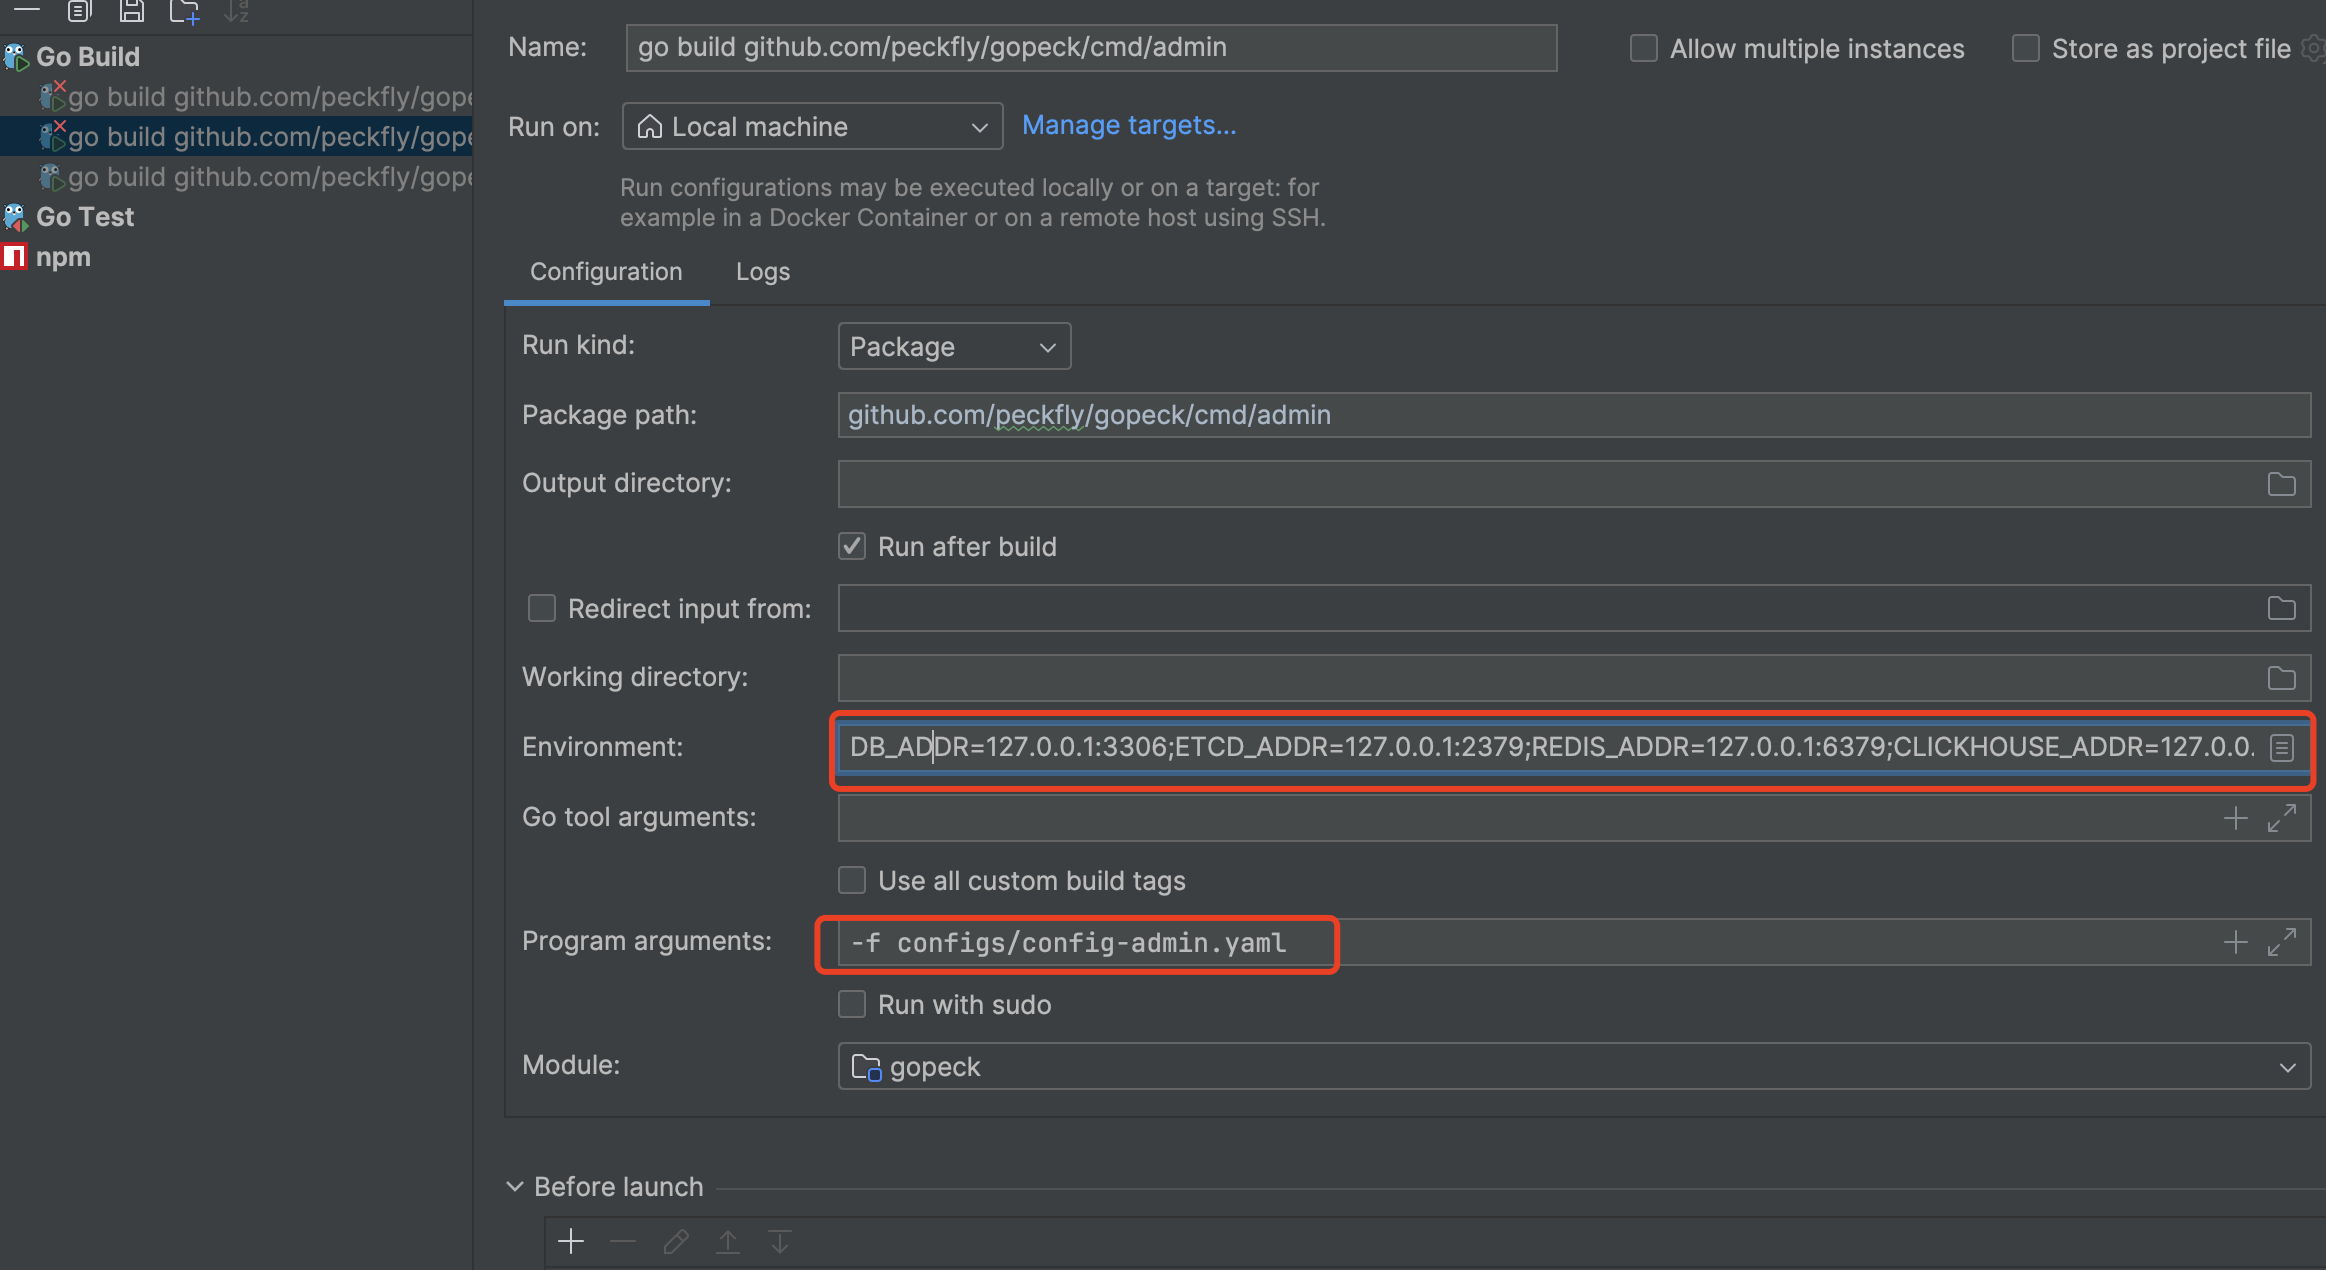 Go Build
go build github.com/peckfly/gope
go build github.com/peckfly/gope
go build github.com/peckfly/gope
Go Test
npm
Name: go build github.com/peckfly/gopeck/cmd/admin
Allow multiple instances
Store as project file
Run on: Local machine Manage targets...
Run configurations may be executed locally or on a target: for
example in a Docker Container or on a remote host using SSH.
Configuration Logs
Run kind: Package
Package path: github.com/peckfly/gopeck/cmd/admin
Output directory:
Run after build
Redirect input from:
Working directory:
Environment: DB_ADDR=127.0.0.1:3306;ETCD_ADDR=127.0.0.1:2379;REDIS_ADDR=127.0.0.1:6379;CLICKHOUSE_ADDR=127.0.0.
Go tool arguments:
Use all custom build tags
Program arguments: -f configs/config-admin.yaml
Run with sudo
Module: gopeck
Before launch